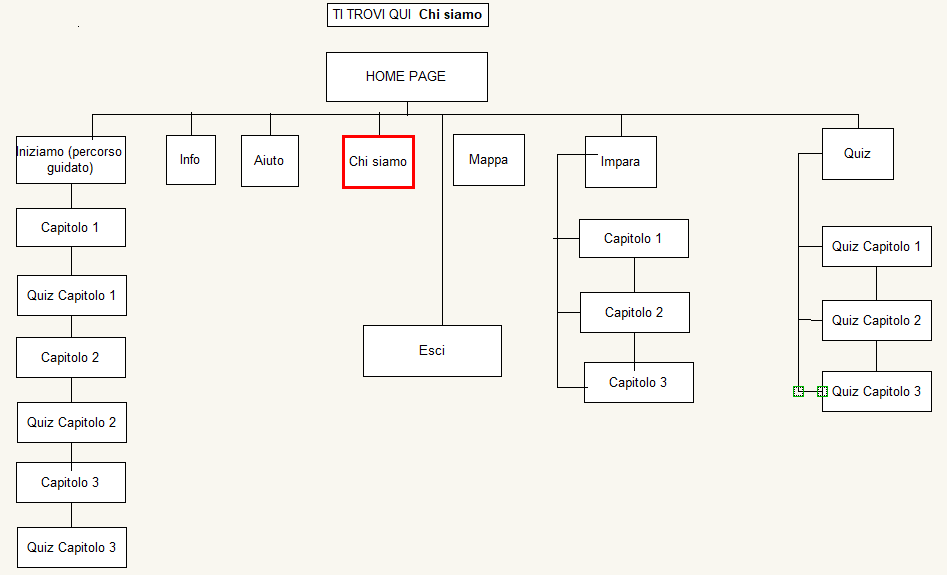 TI TROVI QUI Chi siamo
HOME PAGE
Iniziamo (percorso
guidato)
Info
Aiuto
Chi siamo
Mappa
Impara
Quiz
Capitolo 1
Quiz Capitolo 1
Capitolo 2
Quiz Capitolo 2
Capitolo 3
Quiz Capitolo 3
Esci
Capitolo 1
Capitolo 2
Capitolo 3
Quiz Capitolo 1
Quiz Capitolo 2
Quiz Capitolo 3